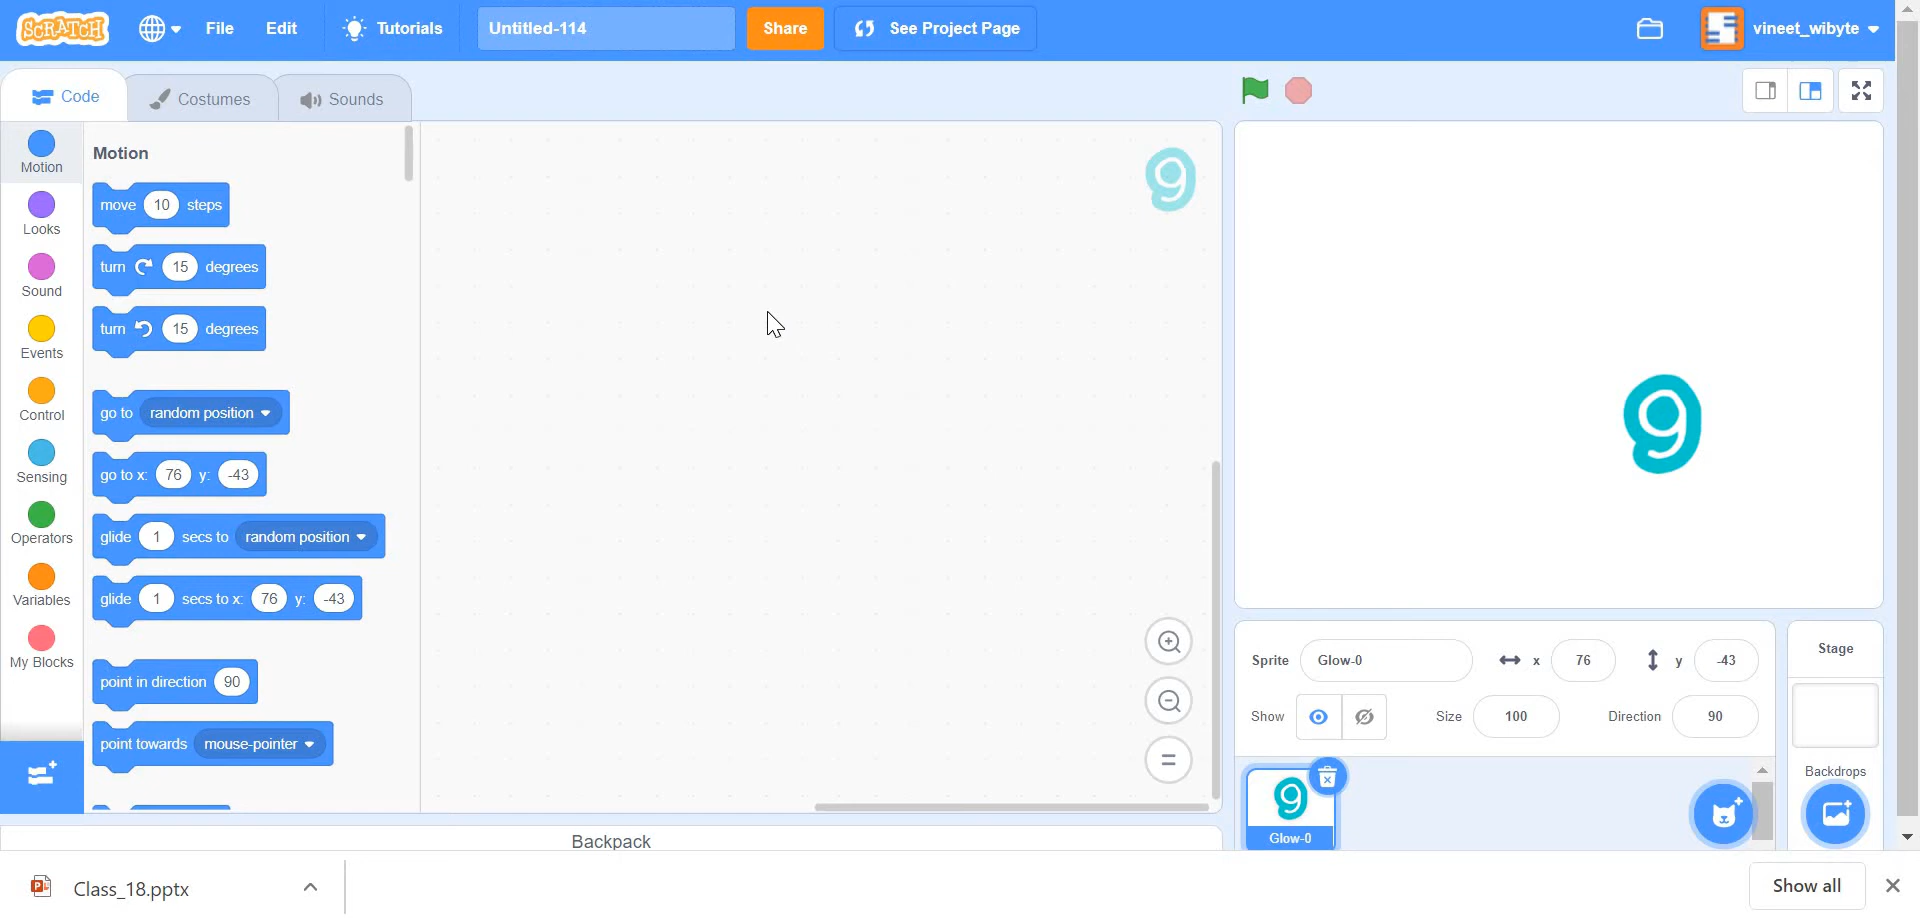 SCRATCH File Edit Tutorials Untitled-114 Share See Project Page vineet_wibyte
Code Costumes Sounds
Motion
Looks
Sound
Events
Control
Sensing
Operators
Variables
My Blocks
Motion
move 10 steps
turn 15 degrees
turn 15 degrees
go to random position
go to x: 76 y: -43
glide 1 secs to random position
glide 1 secs to x: 76 y: -43
point in direction 90
point towards mouse-pointer
9
9
Sprite Glow-0 x 76 y -43
Show Size 100 Direction 90
9
Glow-0
Stage
Backdrops
Backpack
Class_18.pptx Show all